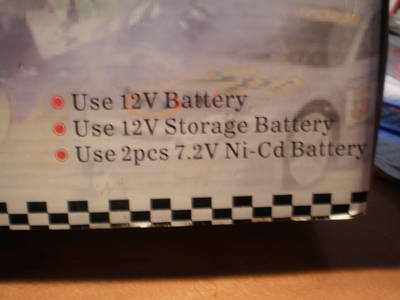 Use 12V Battery
Use 12V Storage Battery
Use 2pcs 7.2V Ni-Cd Battery